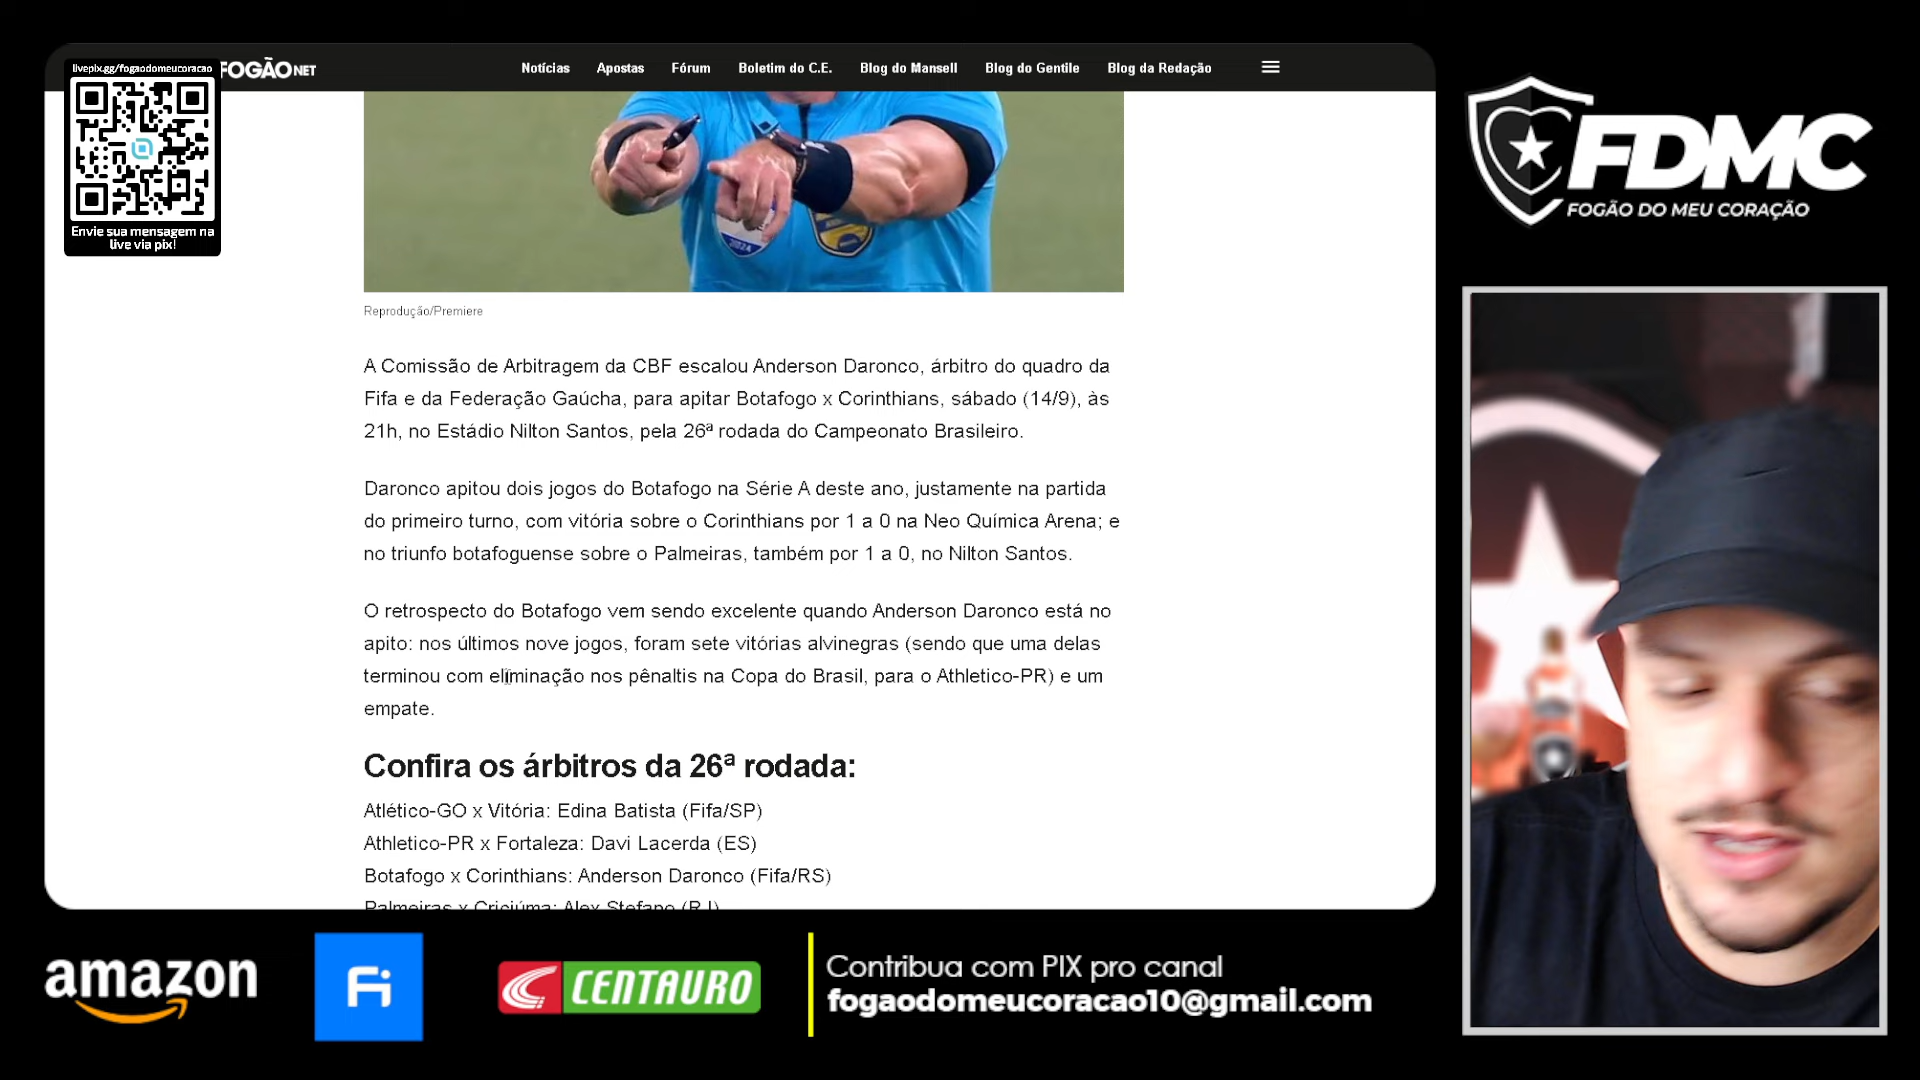 livepix.gg/fogaodomeucoracao
Envie sua mensagem na
live via pix!
FOGÃONET
Notícias Apostas Fórum Boletim do C.E. Blog do Mansell Blog do Gentile Blog da Redação
2024
Reprodução/Premiere
A Comissão de Arbitragem da CBF escalou Anderson Daronco, árbitro do quadro da
Fifa e da Federação Gaúcha, para apitar Botafogo x Corinthians, sábado (14/9), às
21h, no Estádio Nilton Santos, pela 26ª rodada do Campeonato Brasileiro.
Daronco apitou dois jogos do Botafogo na Série A deste ano, justamente na partida
do primeiro turno, com vitória sobre o Corinthians por 1 a 0 na Neo Química Arena; e
no triunfo botafoguense sobre o Palmeiras, também por 1 a 0, no Nilton Santos.
O retrospecto do Botafogo vem sendo excelente quando Anderson Daronco está no
apito: nos últimos nove jogos, foram sete vitórias alvinegras (sendo que uma delas
terminou com eliminação nos pênaltis na Copa do Brasil, para o Athletico-PR) e um
empate.
Confira os árbitros da 26ª rodada:
Atlético-GO x Vitória: Edina Batista (Fifa/SP)
Athletico-PR x Fortaleza: Davi Lacerda (ES)
Botafogo x Corinthians: Anderson Daronco (Fifa/RS)
Palmeiras x Criciúma: Alex Stefano (RJ)
FDMC
FOGÃO DO MEU CORAÇÃO
amazon
Fi
CENTAURO
Contribua com PIX pro canal
fogaodomeucoracao10@gmail.com